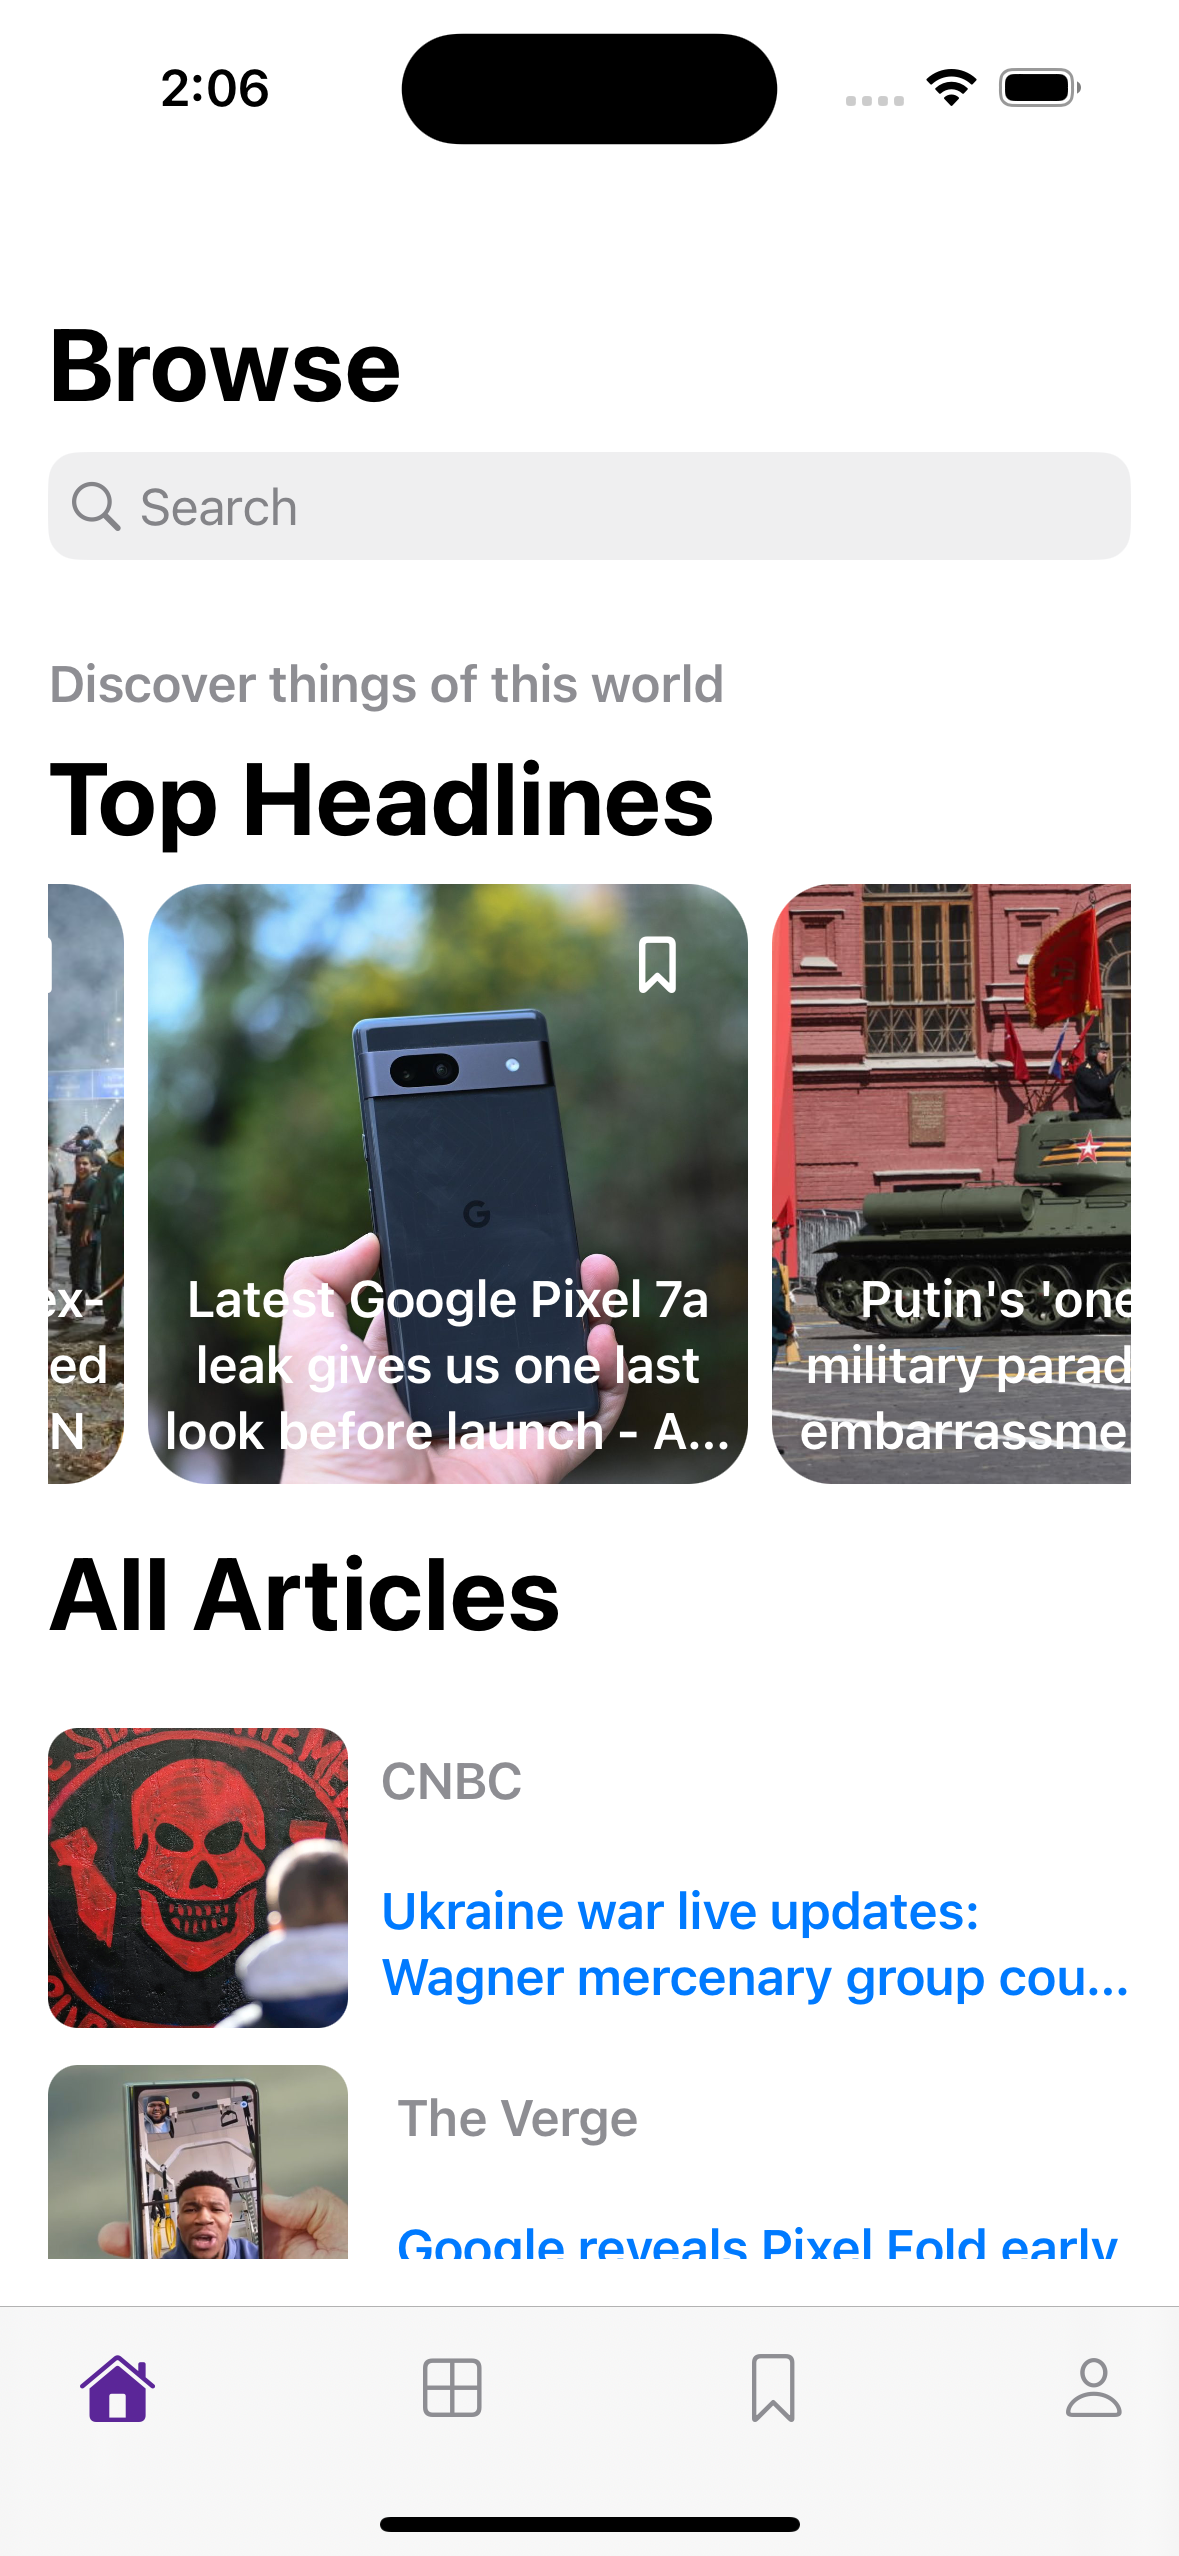 2:06
Browse
Search
Discover things of this world
Top Headlines
ex-
ed
N
Latest Google Pixel 7a
leak gives us one last
look before launch - A...
Putin's 'one
military parad
embarrassme
All Articles
CNBC
Ukraine war live updates:
Wagner mercenary group cou...
The Verge
Google reveals Pixel Fold early